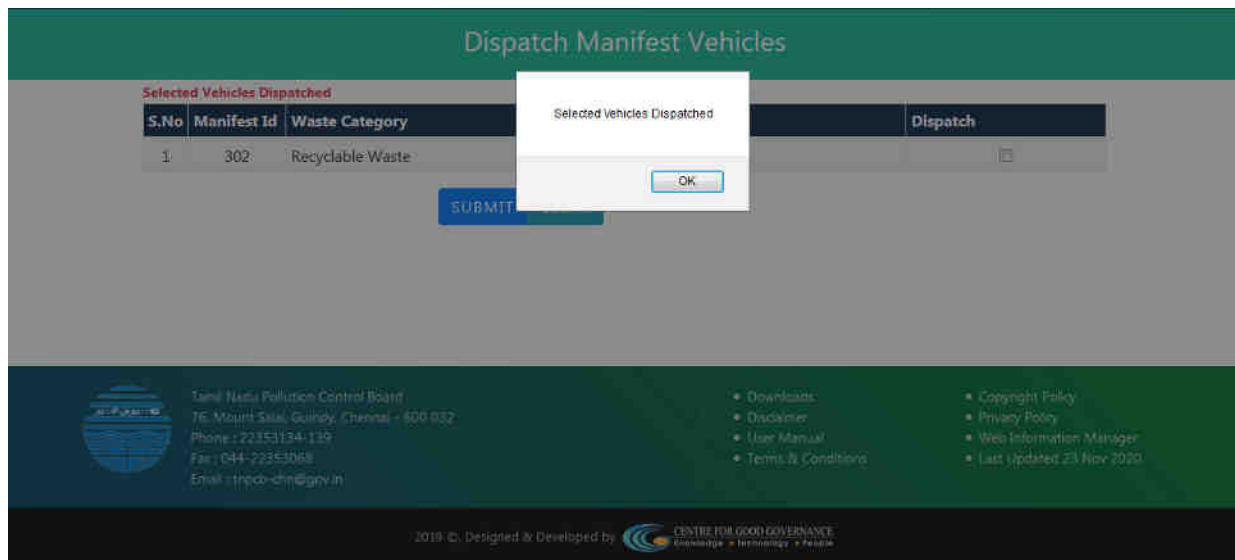 Dispatch Manifest Vehicles
Selected Vehicles Dispatched
S.No Manifest Id Waste Category Dispatch
1 302 Recyclable Waste
Selected Vehicles Dispatched
OK
SUBMIT
Tamil Nadu Pollution Control Board
76, Mount Salai, Guindy, Chennai - 600 032
Phone : 22353134-139
Fax : 044-22353068
Email : tnpcb-chn@gov.in
• Downloads
• Disclaimer
• User Manual
• Terms & Conditions
• Copyright Policy
• Privacy Policy
• Web Information Manager
• Last Updated 23 Nov 2020
2019 ©. Designed & Developed by CENTRE FOR GOOD GOVERNANCE
Knowledge • Technology • People